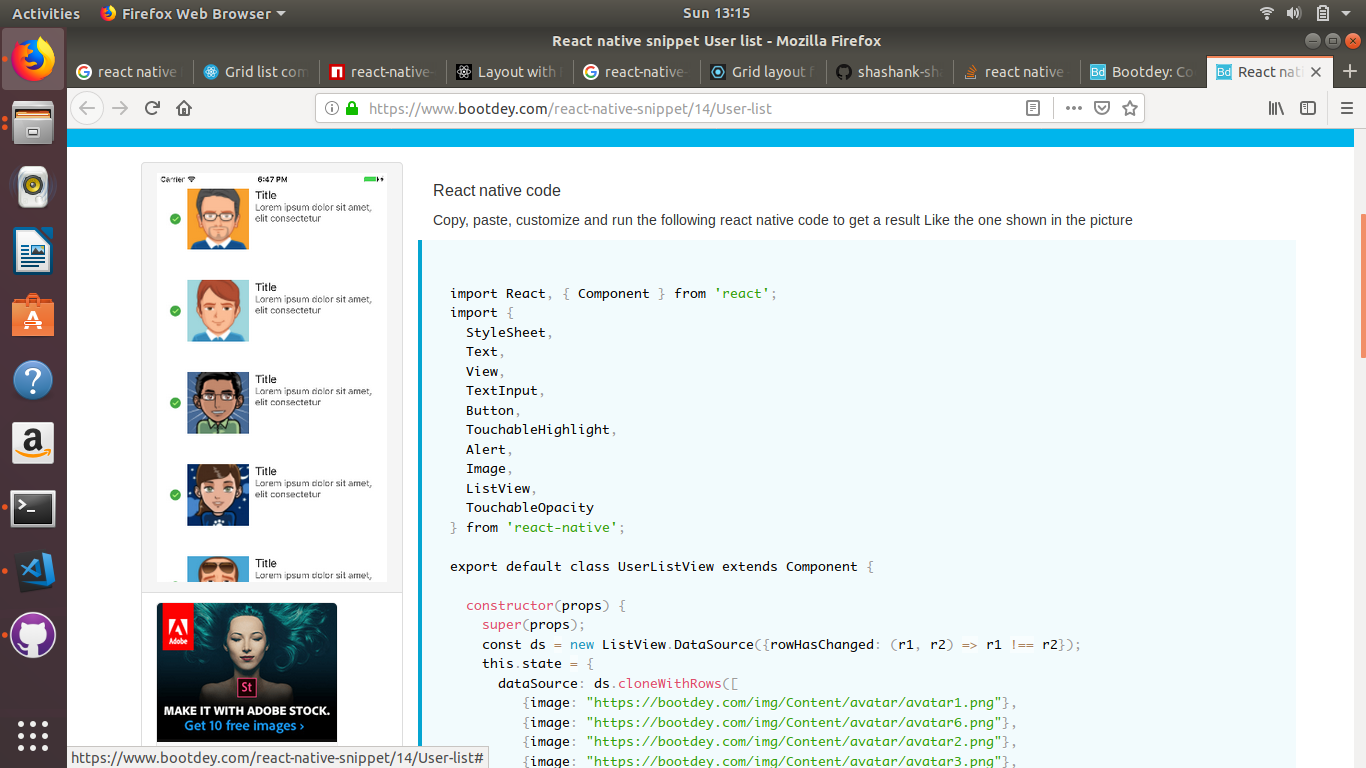 Activities
Firefox Web Browser
Sun 13:15
React native snippet User list - Mozilla Firefox
react native
Grid list com
react-native-
Layout with
react-native-
Grid layout f
shashank-sha
react native
Bootdey: Co
React nati
https://www.bootdey.com/react-native-snippet/14/User-list
Carrier
6:47 PM
Title
Lorem ipsum dolor sit amet,
elit consectetur
Title
Lorem ipsum dolor sit amet,
elit consectetur
Title
Lorem ipsum dolor sit amet,
elit consectetur
Title
Lorem ipsum dolor sit amet,
elit consectetur
Title
Lorem ipsum dolor sit amet,
Adobe
St
MAKE IT WITH ADOBE STOCK.
Get 10 free images ›
React native code
Copy, paste, customize and run the following react native code to get a result Like the one shown in the picture
import React, { Component } from 'react';
import {
StyleSheet,
Text,
View,
TextInput,
Button,
TouchableHighlight,
Alert,
Image,
ListView,
TouchableOpacity
} from 'react-native';
export default class UserListView extends Component {
constructor(props) {
super(props);
const ds = new ListView.DataSource({rowHasChanged: (r1, r2) => r1 !== r2});
this.state = {
dataSource: ds.cloneWithRows([
{image: "https://bootdey.com/img/Content/avatar/avatar1.png"},
{image: "https://bootdey.com/img/Content/avatar/avatar6.png"},
{image: "https://bootdey.com/img/Content/avatar/avatar2.png"},
{image: "https://bootdey.com/img/Content/avatar/avatar3.png"},
https://www.bootdey.com/react-native-snippet/14/User-list#